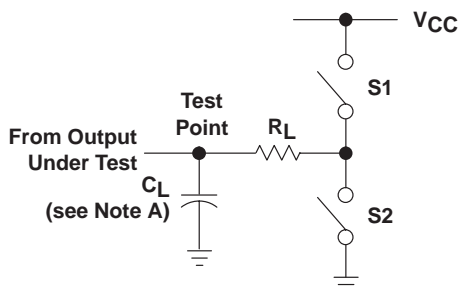 VCC
S1
Test
Point
RL
From Output
Under Test
CL
(see Note A)
S2